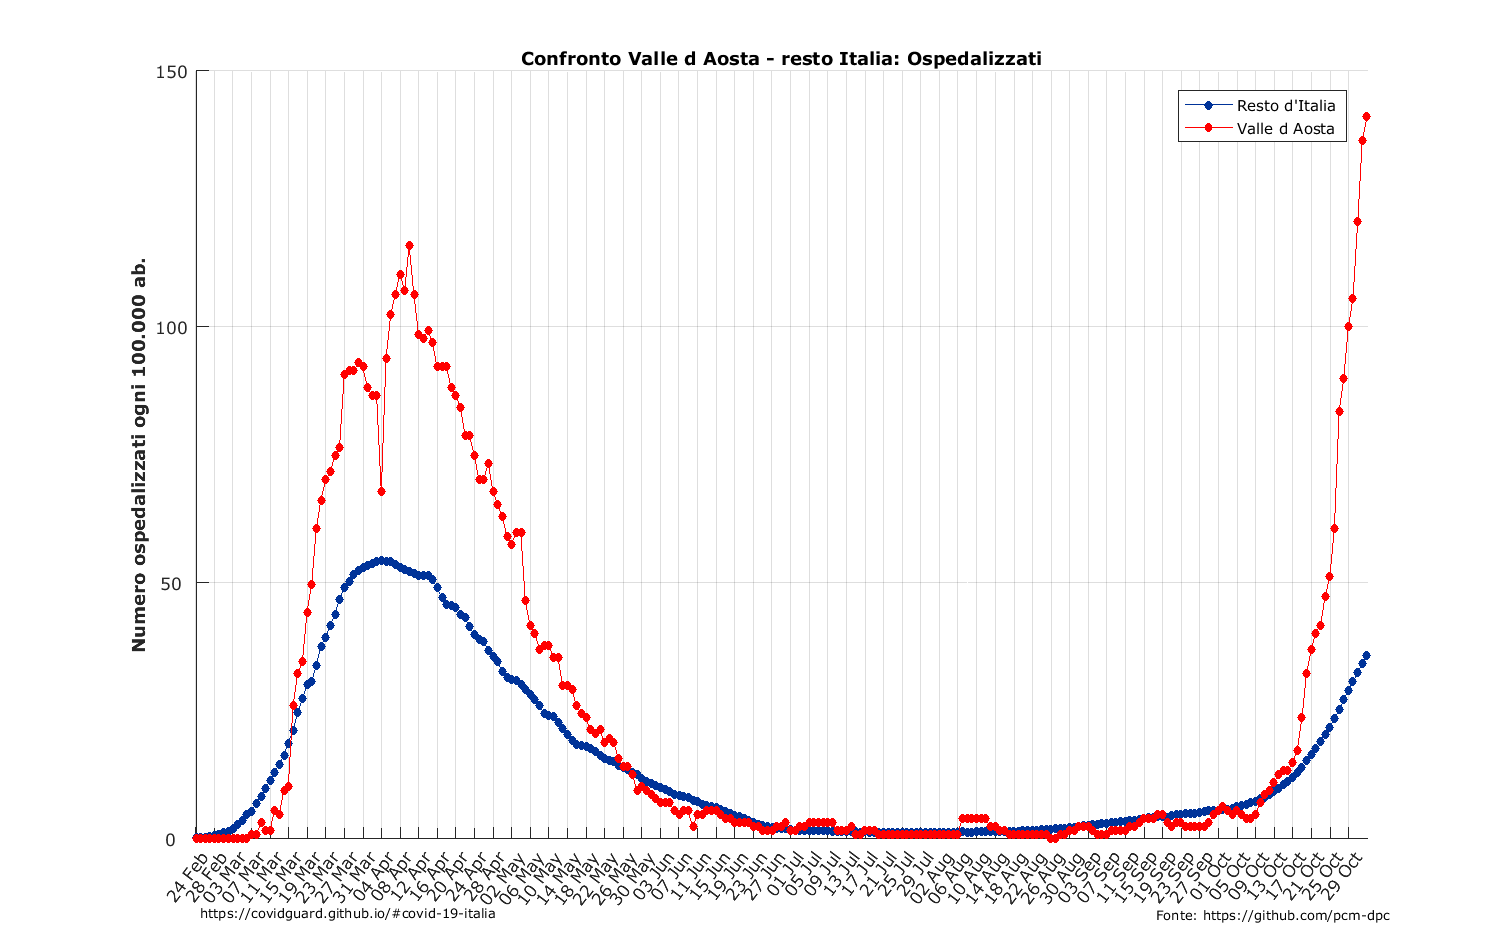 Confronto Valle d Aosta - resto Italia: Ospedalizzati
Numero ospedalizzati ogni 100.000 ab.
150
100
50
0
Resto d'Italia
Valle d Aosta
24 Feb
28 Feb
03 Mar
07 Mar
11 Mar
15 Mar
19 Mar
23 Mar
27 Mar
31 Mar
04 Apr
08 Apr
12 Apr
16 Apr
20 Apr
24 Apr
28 Apr
02 May
06 May
10 May
14 May
18 May
22 May
26 May
30 May
03 Jun
07 Jun
11 Jun
15 Jun
19 Jun
23 Jun
27 Jun
01 Jul
05 Jul
09 Jul
13 Jul
17 Jul
21 Jul
25 Jul
29 Jul
02 Aug
06 Aug
10 Aug
14 Aug
18 Aug
22 Aug
26 Aug
30 Aug
03 Sep
07 Sep
11 Sep
15 Sep
19 Sep
23 Sep
27 Sep
01 Oct
05 Oct
09 Oct
13 Oct
17 Oct
21 Oct
25 Oct
29 Oct
https://covidguard.github.io/#covid-19-italia
Fonte: https://github.com/pcm-dpc